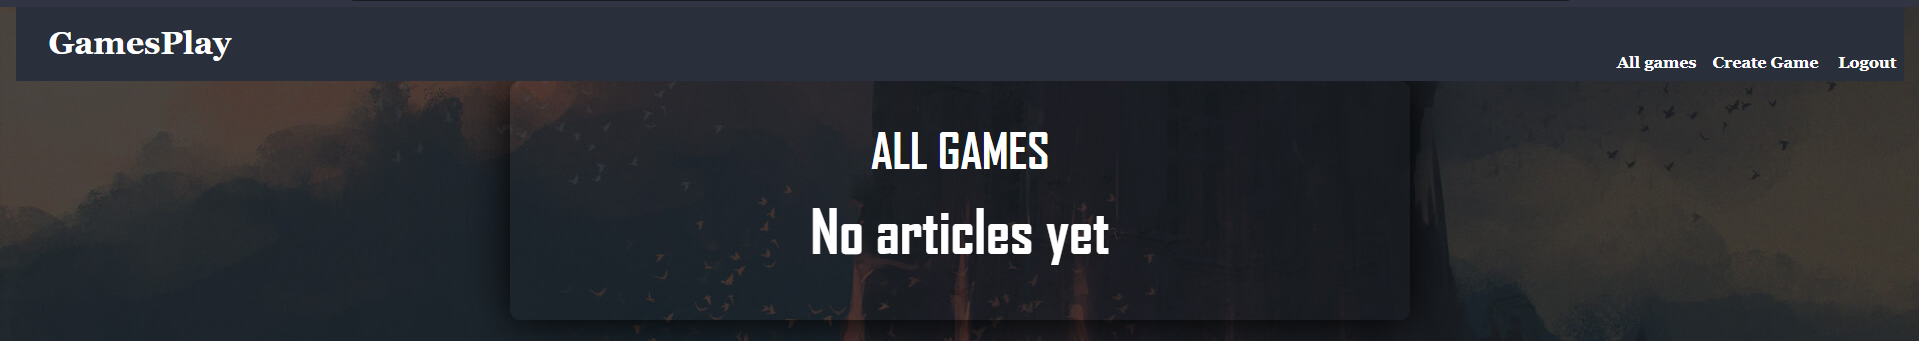 GamesPlay
All games Create Game Logout
ALL GAMES
No articles yet